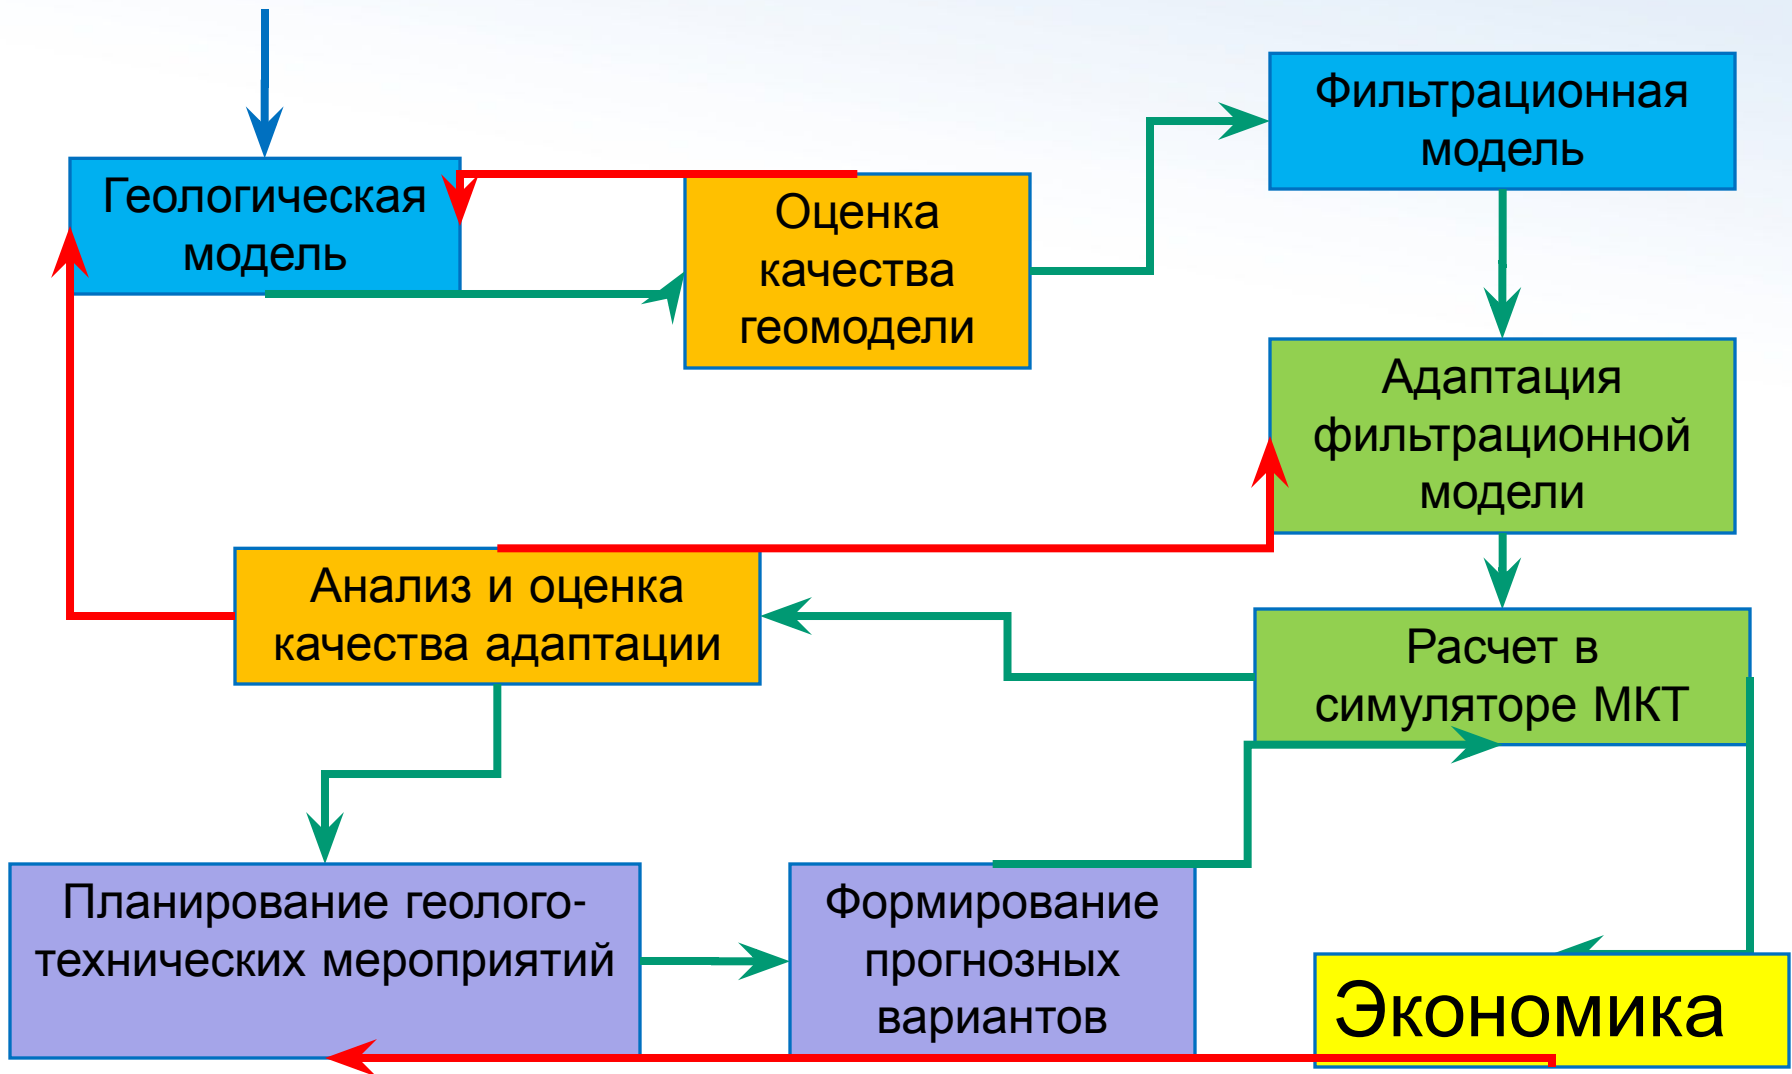 Геологическая
модель
Оценка
качества
геомодели
Фильтрационная
модель
Адаптация
фильтрационной
модели
Анализ и оценка
качества адаптации
Расчет в
симуляторе МКТ
Планирование геолого-
технических мероприятий
Формирование
прогнозных
вариантов
Экономика